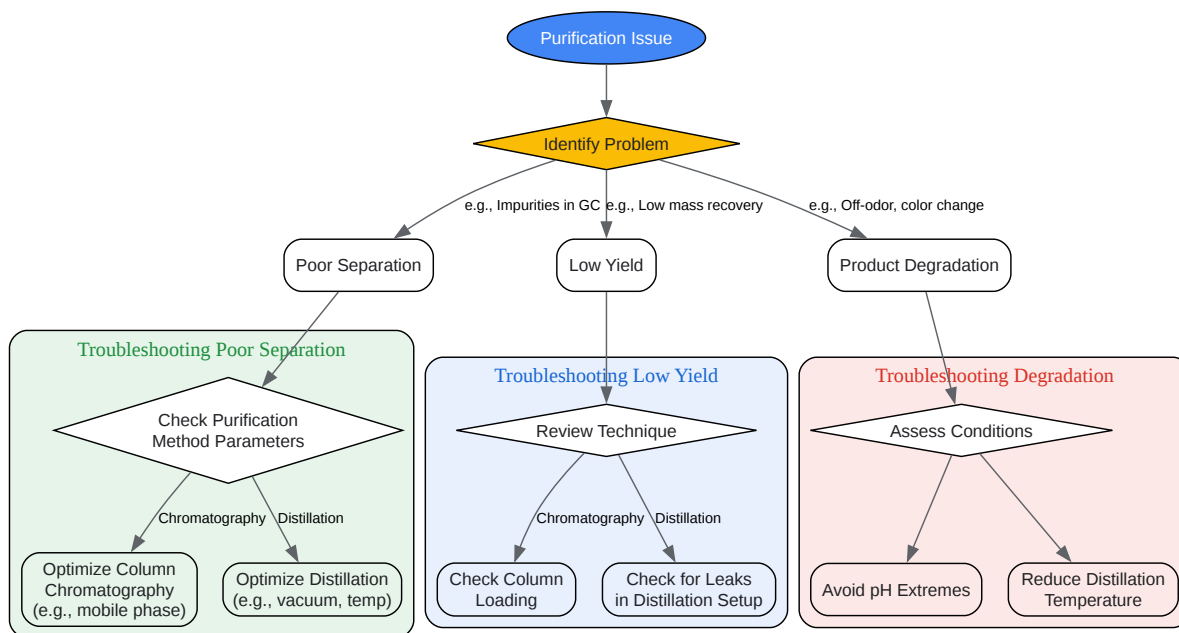 Purification Issue
Identify Problem
e.g., Impurities in GC
e.g., Low mass recovery
e.g., Off-odor, color change
Poor Separation
Low Yield
Product Degradation
Troubleshooting Poor Separation
Check Purification
Method Parameters
Chromatography
Distillation
Optimize Column
Chromatography
(e.g., mobile phase)
Optimize Distillation
(e.g., vacuum, temp)
Troubleshooting Low Yield
Review Technique
Chromatography
Distillation
Check Column
Loading
Check for Leaks
in Distillation Setup
Troubleshooting Degradation
Assess Conditions
Avoid pH Extremes
Reduce Distillation
Temperature